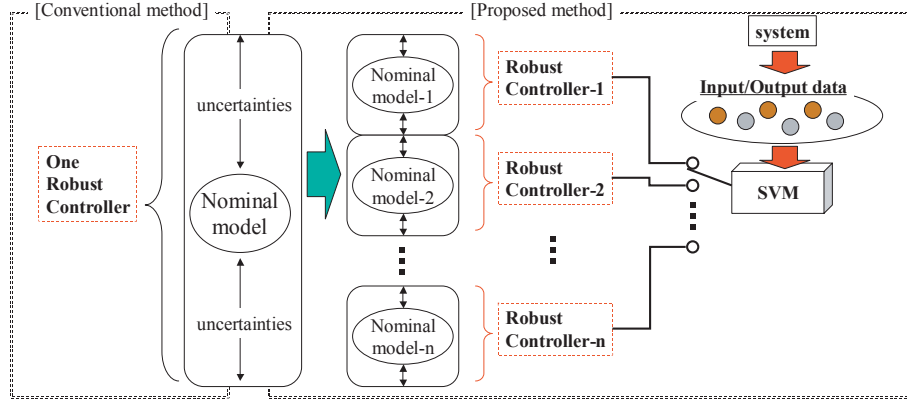 [Conventional method]
[Proposed method]
One
Robust
Controller
uncertainties
Nominal
model
uncertainties
Nominal
model-1
Nominal
model-2
Nominal
model-n
Robust
Controller-1
Robust
Controller-2
Robust
Controller-n
system
Input/Output data
SVM